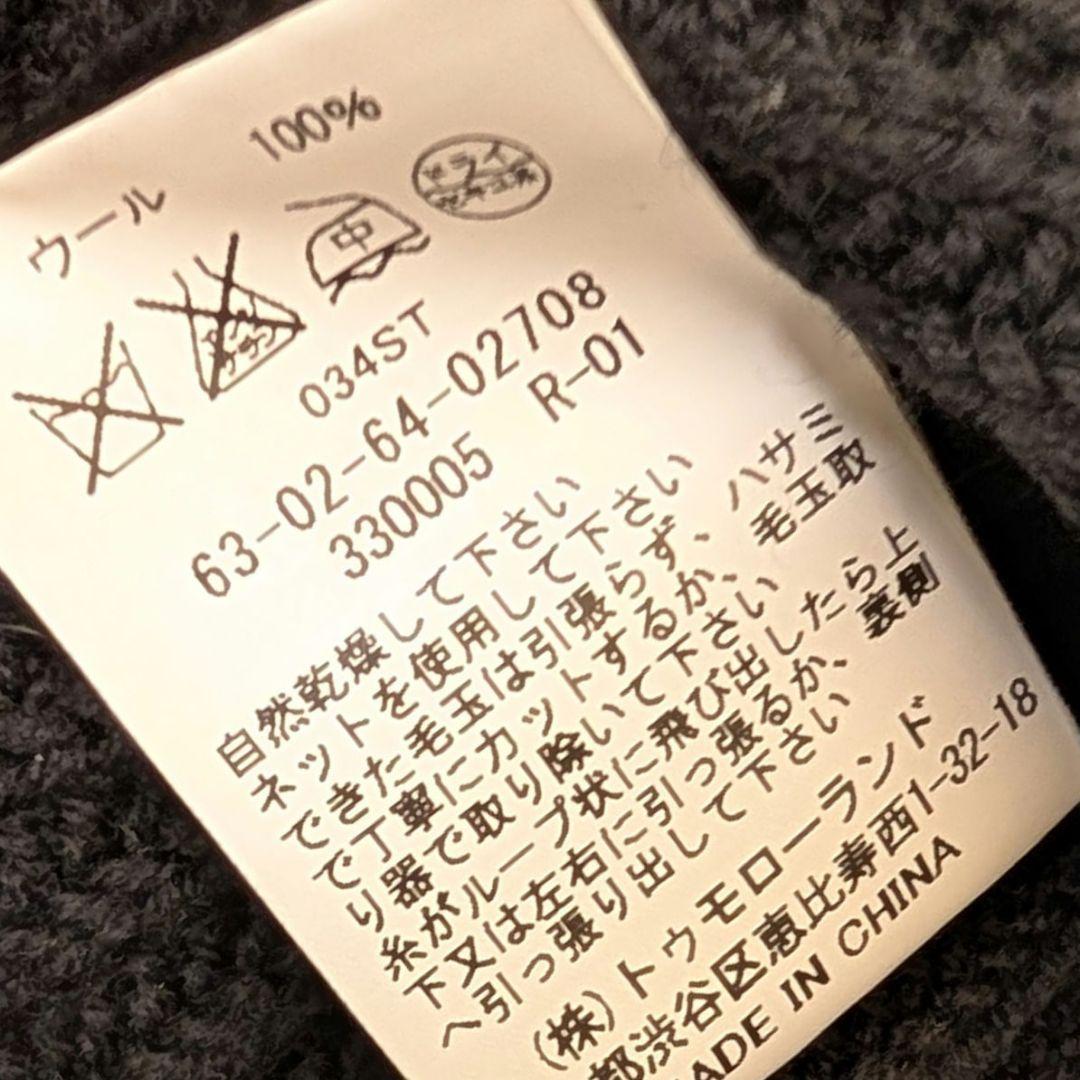 ウール
100%
中
ドライ
セキユ系
034ST
63-02-64-02708
330005 R-01
自然乾燥して下さい
ネットを使用して下さい
できた毛玉は引張らず、ハサミ
で丁寧にカットするか、毛玉取
り器で取り除いて下さい
糸がループ状に飛び出したら上
下又は左右に引っ張るか、裏側
へ引っ張り出して下さい
(株)トゥモローランド
都渋谷区恵比寿西1-32-18
MADE IN CHINA